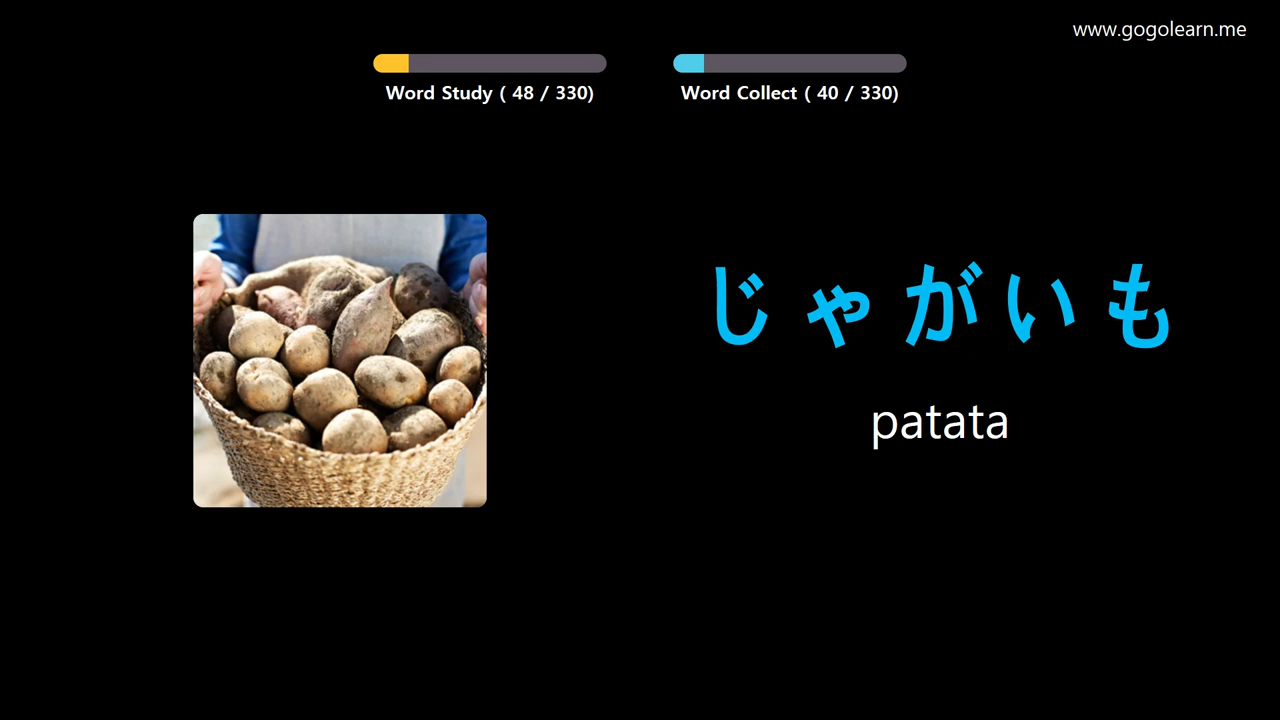 www.gogolearn.me
Word Study ( 48 / 330)
Word Collect ( 40 / 330)
じゃがいも
patata